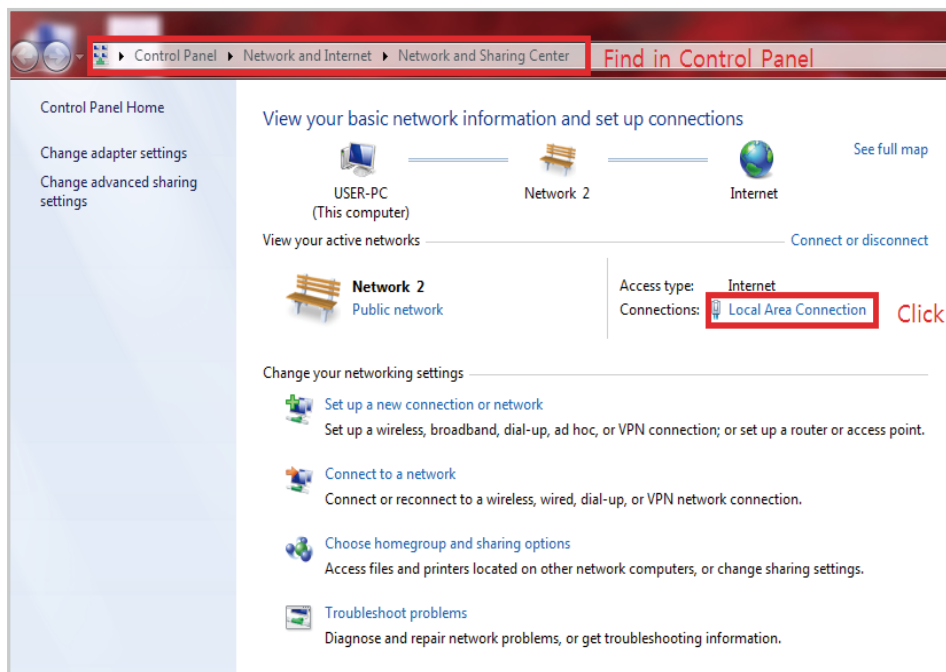 Control Panel Network and Internet Network and Sharing Center Find in Control Panel
Control Panel Home
Change adapter settings
Change advanced sharing
settings
View your basic network information and set up connections
See full map
USER-PC
(This computer)
Network 2
Internet
View your active networks
Connect or disconnect
Network 2
Public network
Access type: Internet
Connections: Local Area Connection Click
Change your networking settings
Set up a new connection or network
Set up a wireless, broadband, dial-up, ad hoc, or VPN connection; or set up a router or access point.
Connect to a network
Connect or reconnect to a wireless, wired, dial-up, or VPN network connection.
Choose homegroup and sharing options
Access files and printers located on other network computers, or change sharing settings.
Troubleshoot problems
Diagnose and repair network problems, or get troubleshooting information.